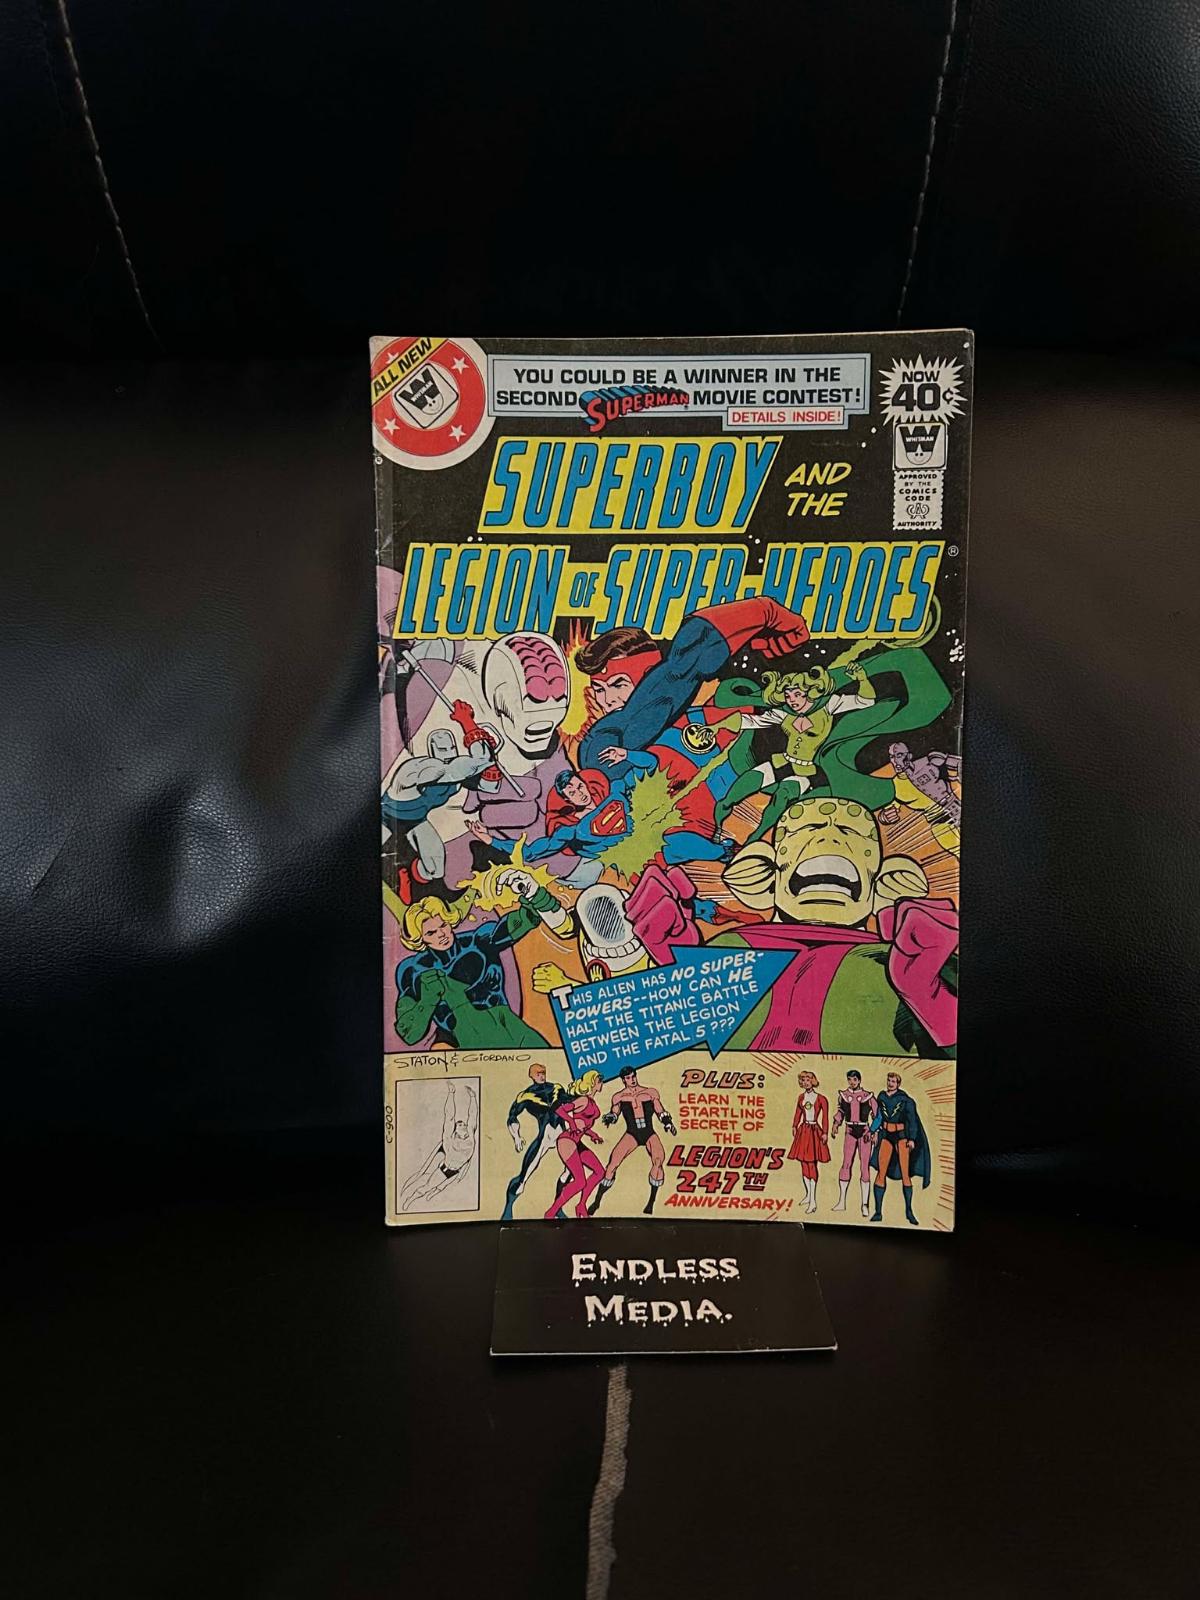 ALL NEW
W
WHITMAN
YOU COULD BE A WINNER IN THE
SECOND SUPERMAN MOVIE CONTEST!
DETAILS INSIDE!
NOW
40¢
W
WHITMAN
APPROVED
BY THE
COMICS
CODE
AUTHORITY
SUPERBOY AND THE
LEGION OF SUPER-HEROES®
THIS ALIEN HAS NO SUPER-
POWERS--HOW CAN HE
HALT THE TITANIC BATTLE
BETWEEN THE LEGION
AND THE FATAL 5???
STATON & GIORDANO
C-900
PLUS:
LEARN THE
STARTLING
SECRET OF
THE
LEGION'S
247TH
ANNIVERSARY!
ENDLESS
MEDIA.